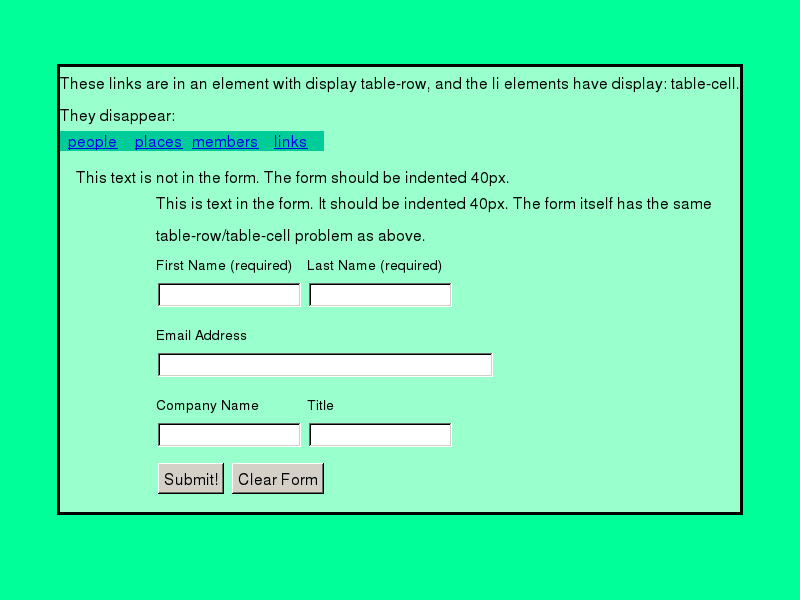 These links are in an element with display table-row, and the li elements have display: table-cell.
They disappear:
people places members links
This text is not in the form. The form should be indented 40px.
This is text in the form. It should be indented 40px. The form itself has the same
table-row/table-cell problem as above.
First Name (required) Last Name (required)
Email Address
Company Name Title
Submit! Clear Form